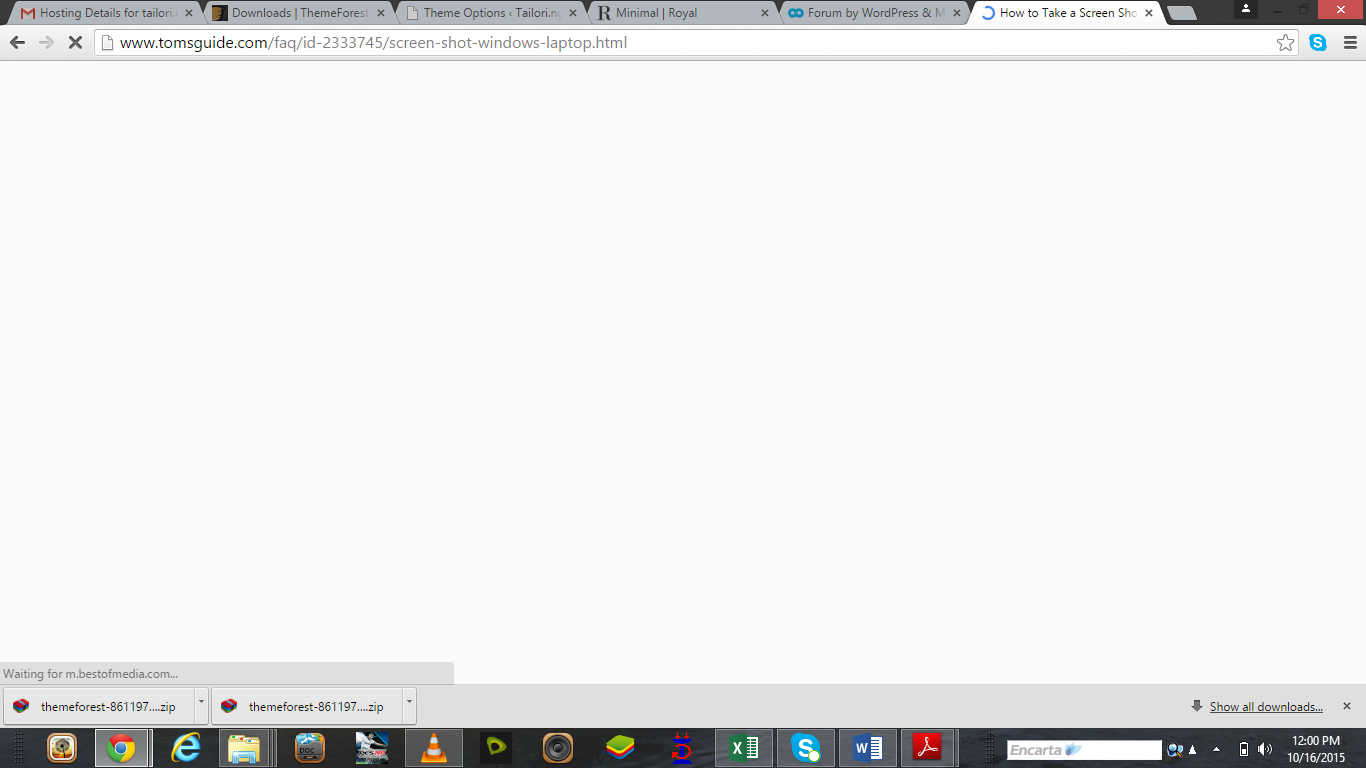 Hosting Details for tailori.n
Downloads | ThemeForest
Theme Options ‹ Tailori.ng
Minimal | Royal
Forum by WordPress & M
How to Take a Screen Sho
www.tomsguide.com/faq/id-2333745/screen-shot-windows-laptop.html
Waiting for m.bestofmedia.com...
themeforest-861197....zip
themeforest-861197....zip
Show all downloads...
DOC
Encarta
12:00 PM
10/16/2015